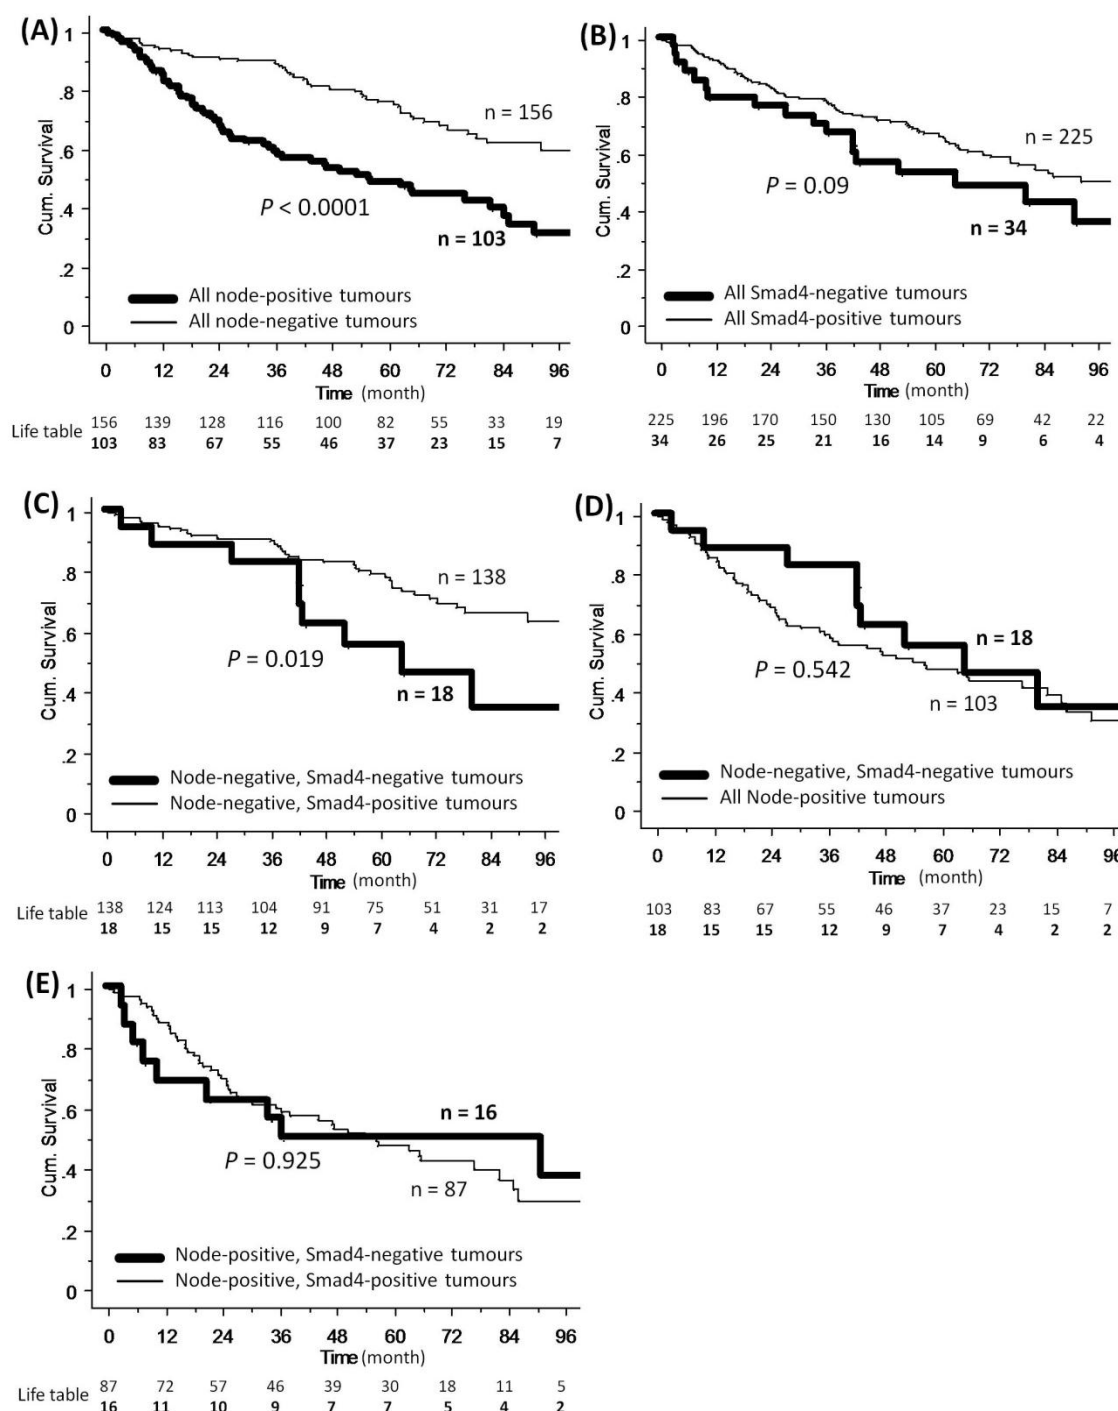 (A)
1
.8
.6
.4
.2
0
Cum. Survival
n = 156
P < 0.0001
n = 103
All node-positive tumours
All node-negative tumours
0 12 24 36 48 60 72 84 96
Time (month)
Life table
156 139 128 116 100 82 55 33 19
103 83 67 55 46 37 23 15 7
(B)
1
.8
.6
.4
.2
0
Cum. Survival
n = 225
P = 0.09
n = 34
All Smad4-negative tumours
All Smad4-positive tumours
0 12 24 36 48 60 72 84 96
Time (month)
225 196 170 150 130 105 69 42 22
34 26 25 21 16 14 9 6 4
(C)
1
.8
.6
.4
.2
0
Cum. Survival
n = 138
P = 0.019
n = 18
Node-negative, Smad4-negative tumours
Node-negative, Smad4-positive tumours
0 12 24 36 48 60 72 84 96
Time (month)
Life table
138 124 113 104 91 75 51 31 17
18 15 15 12 9 7 4 2 2
(D)
1
.8
.6
.4
.2
0
Cum. Survival
n = 18
P = 0.542
n = 103
Node-negative, Smad4-negative tumours
All Node-positive tumours
0 12 24 36 48 60 72 84 96
Time (month)
103 83 67 55 46 37 23 15 7
18 15 15 12 9 7 4 2 2
(E)
1
.8
.6
.4
.2
0
Cum. Survival
n = 16
P = 0.925
n = 87
Node-positive, Smad4-negative tumours
Node-positive, Smad4-positive tumours
0 12 24 36 48 60 72 84 96
Time (month)
Life table
87 72 57 46 39 30 18 11 5
16 11 10 9 7 7 5 4 2